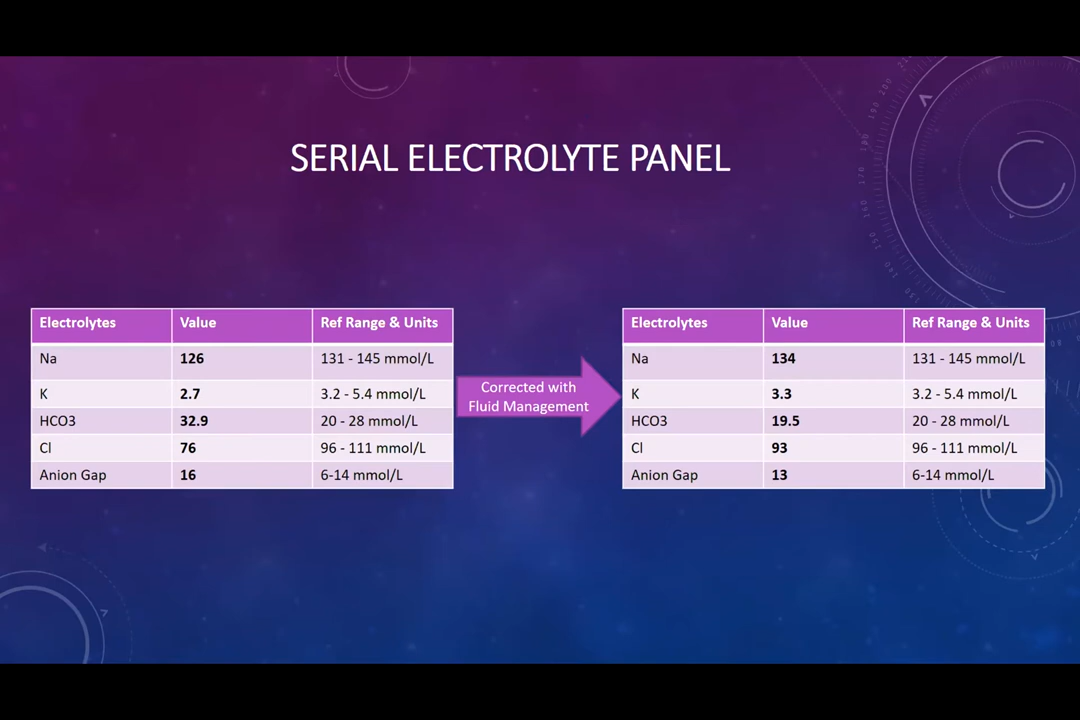 SERIAL ELECTROLYTE PANEL
Electrolytes Value Ref Range & Units
Na 126 131 - 145 mmol/L
K 2.7 3.2 - 5.4 mmol/L
HCO3 32.9 20 - 28 mmol/L
Cl 76 96 - 111 mmol/L
Anion Gap 16 6-14 mmol/L
Corrected with
Fluid Management
Electrolytes Value Ref Range & Units
Na 134 131 - 145 mmol/L
K 3.3 3.2 - 5.4 mmol/L
HCO3 19.5 20 - 28 mmol/L
Cl 93 96 - 111 mmol/L
Anion Gap 13 6-14 mmol/L